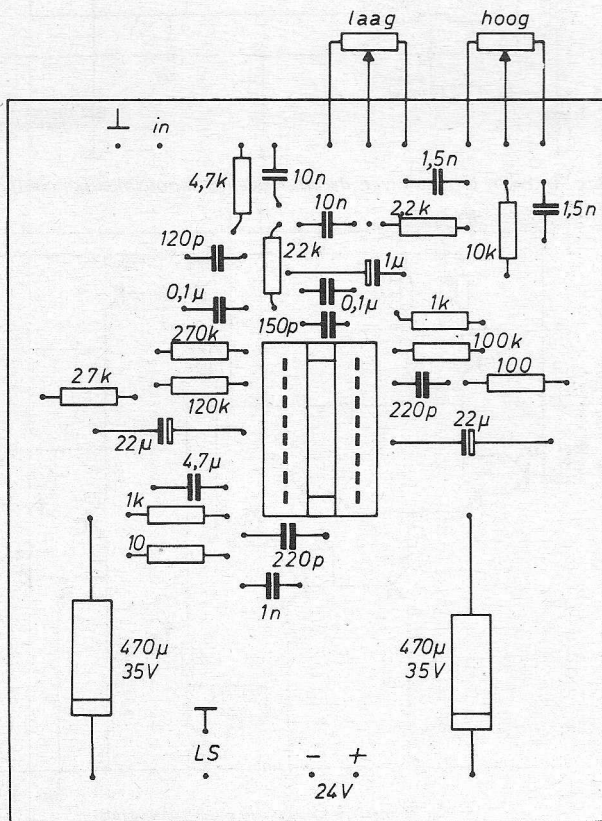 laag hoog
in
4,7k 10n 1,5n
10n 2,2k 1,5n
120p 22k 10k
1µ
0,1µ 0,1µ 1k
270k 150p 100k
27k 100
120k 220p
22µ 22µ
4,7µ
1k
10
220p
1n
470µ 470µ
35V 35V
LS - +
24V